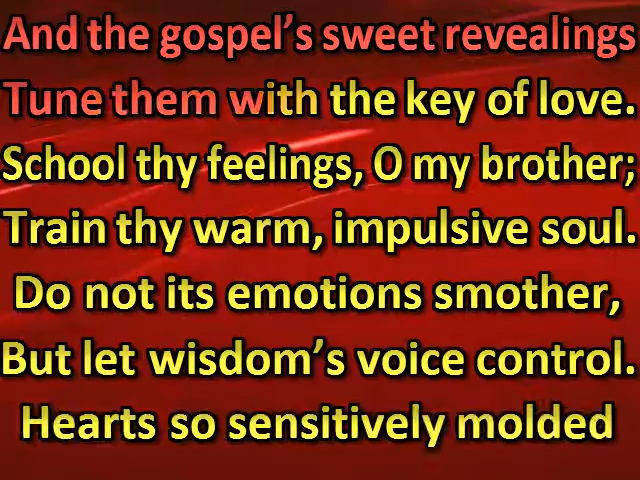 And the gospel’s sweet revealings
Tune them with the key of love.
School thy feelings, O my brother;
Train thy warm, impulsive soul.
Do not its emotions smother,
But let wisdom’s voice control.
Hearts so sensitively molded